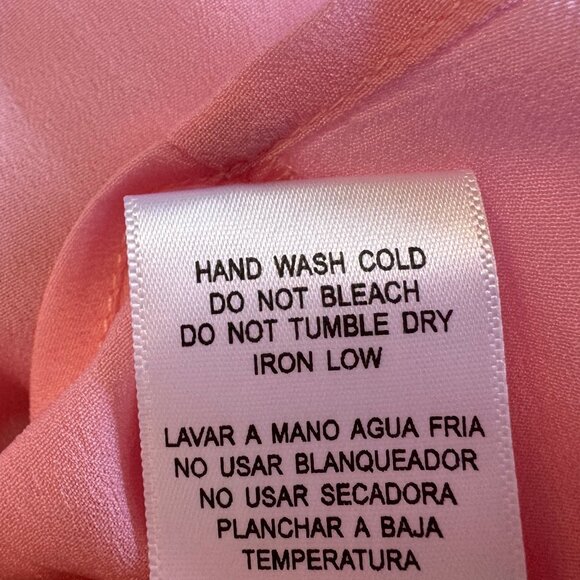 HAND WASH COLD
DO NOT BLEACH
DO NOT TUMBLE DRY
IRON LOW
LAVAR A MANO AGUA FRIA
NO USAR BLANQUEADOR
NO USAR SECADORA
PLANCHAR A BAJA
TEMPERATURA